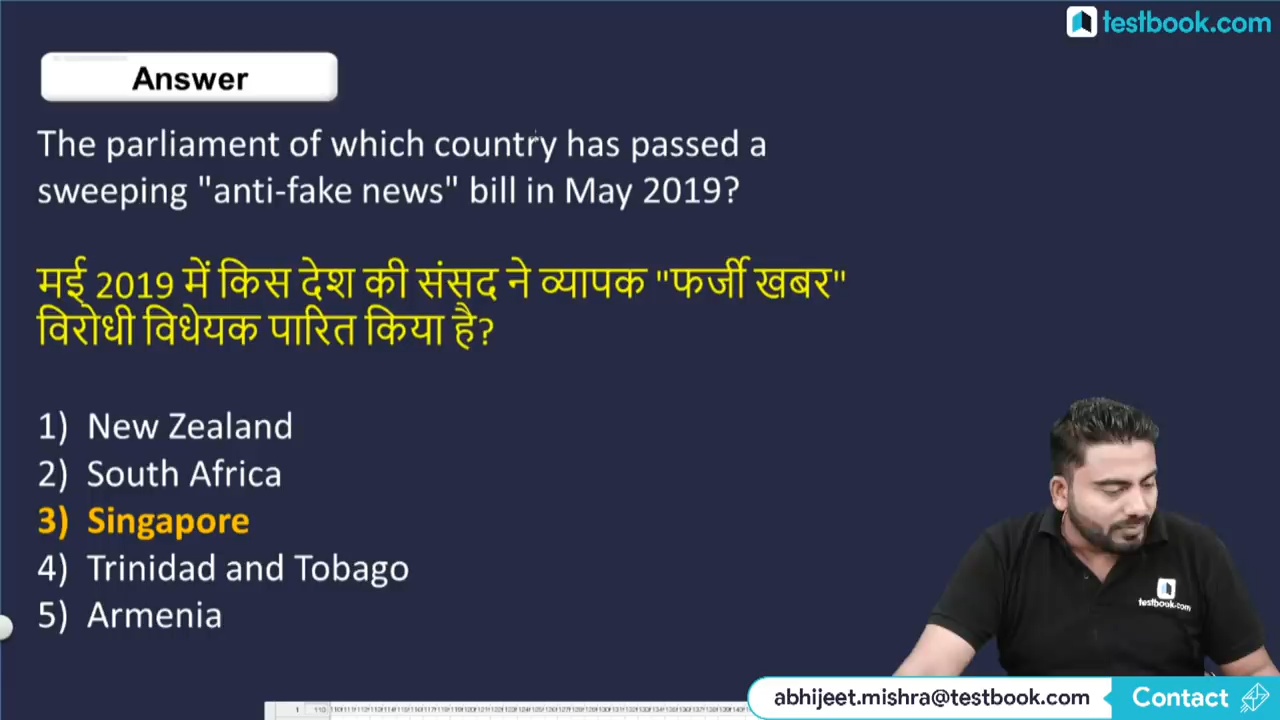 testbook.com
Answer
The parliament of which country has passed a
sweeping "anti-fake news" bill in May 2019?
मई 2019 में किस देश की संसद ने व्यापक "फर्जी खबर"
विरोधी विधेयक पारित किया है?
1) New Zealand
2) South Africa
3) Singapore
4) Trinidad and Tobago
5) Armenia
testbook.com
abhijeet.mishra@testbook.com Contact